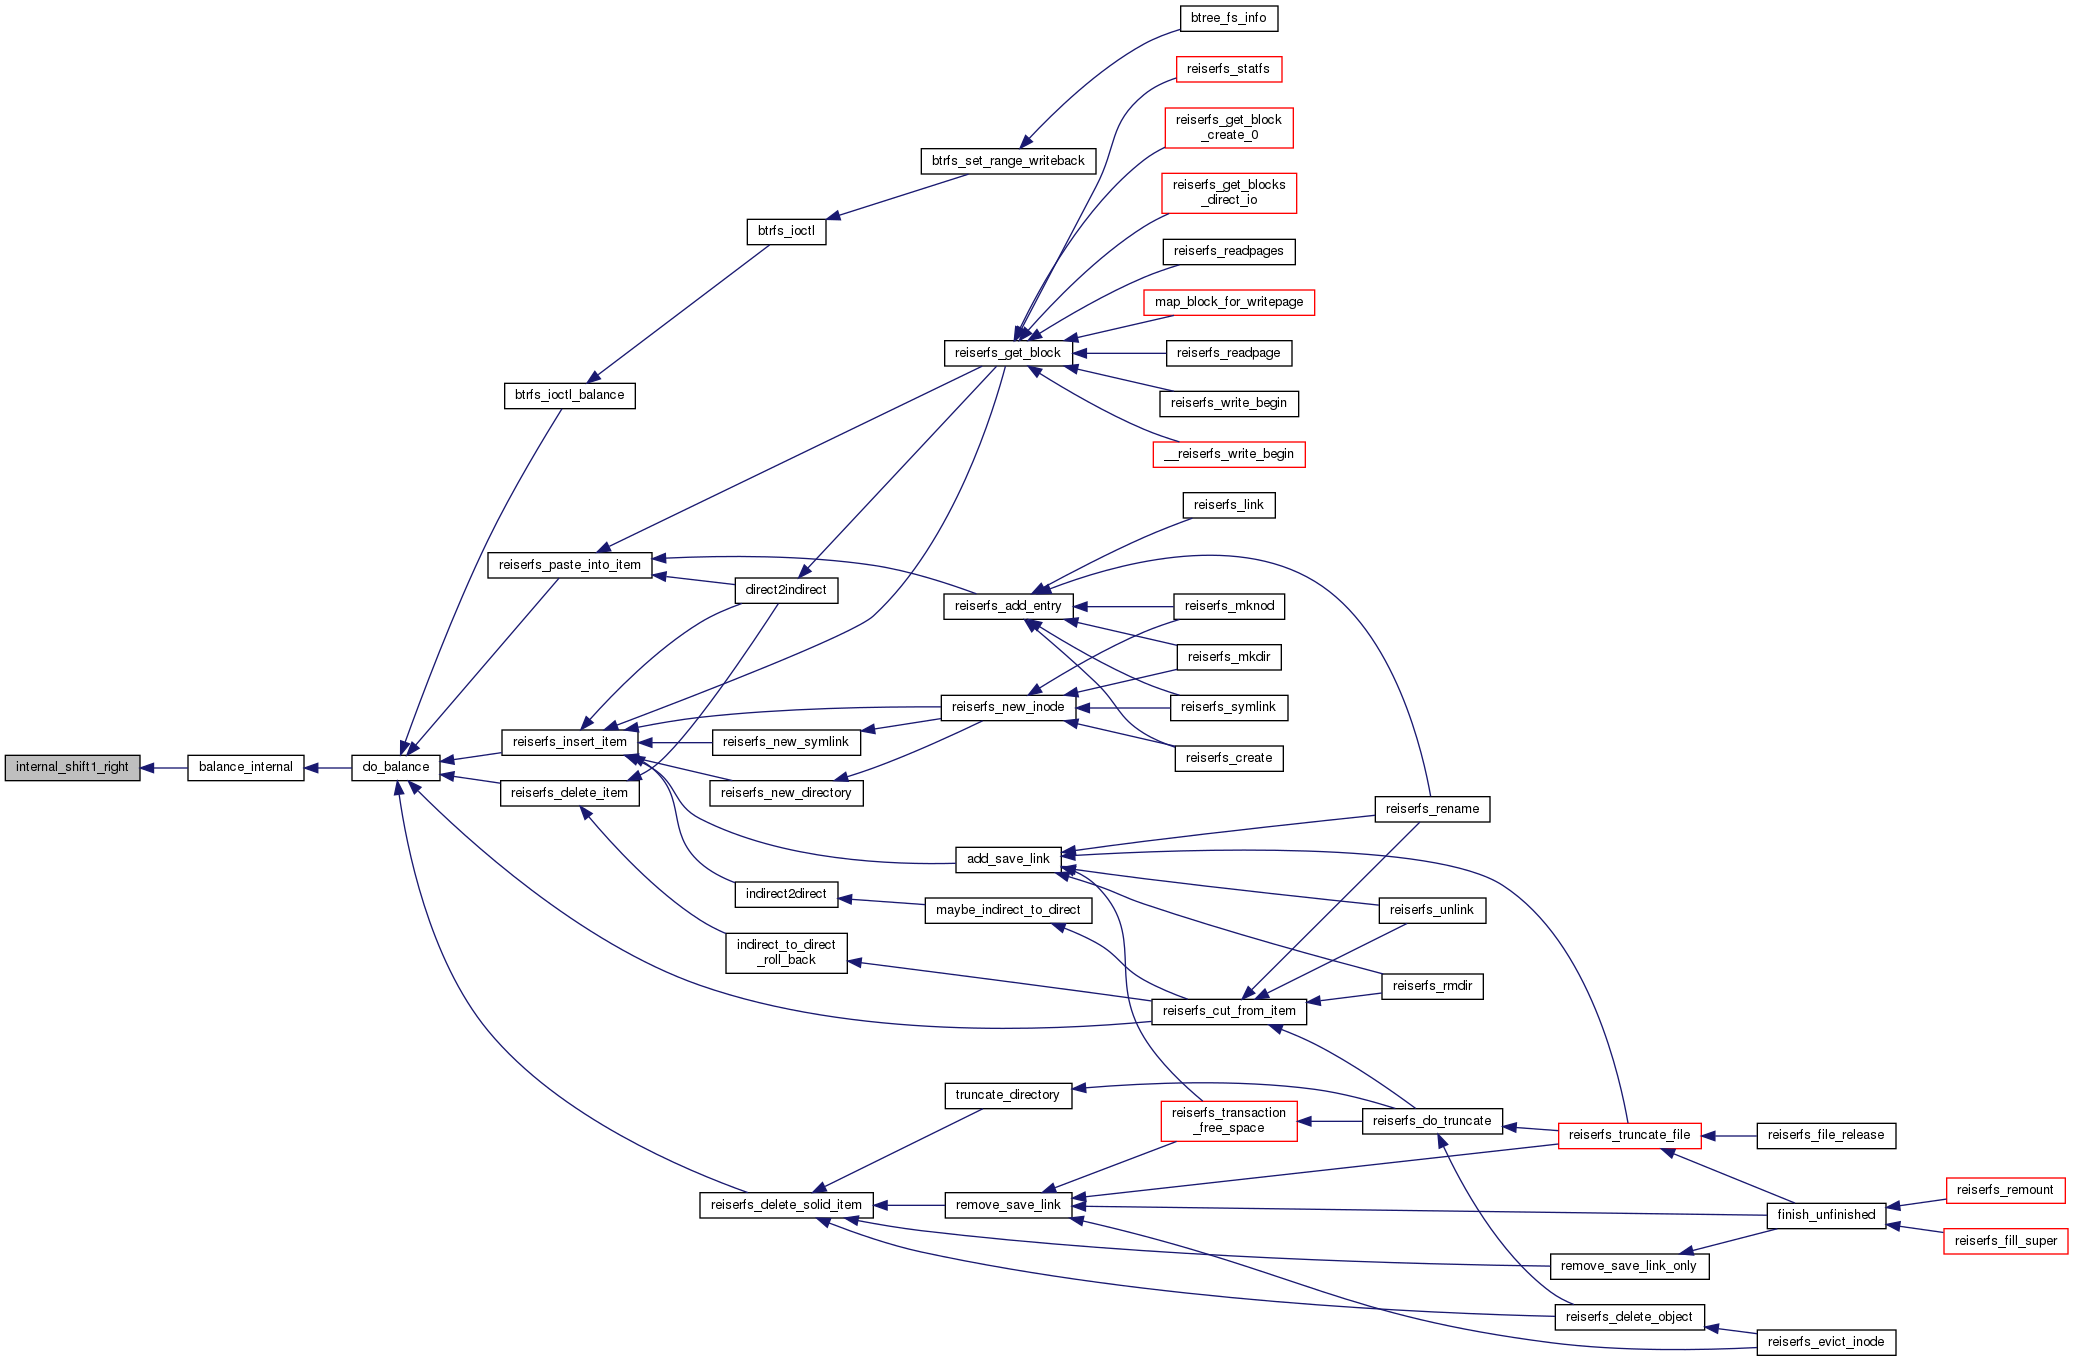 btree_fs_info
reiserfs_statfs
reiserfs_get_block
_create_0
btrfs_set_range_writeback
reiserfs_get_blocks
_direct_io
btrfs_ioctl
reiserfs_readpages
map_block_for_writepage
reiserfs_get_block
reiserfs_readpage
btrfs_ioctl_balance
reiserfs_write_begin
__reiserfs_write_begin
reiserfs_link
reiserfs_paste_into_item
direct2indirect
reiserfs_add_entry
reiserfs_mknod
reiserfs_mkdir
reiserfs_new_inode
reiserfs_symlink
reiserfs_insert_item
reiserfs_new_symlink
reiserfs_create
internal_shift1_right
balance_internal
do_balance
reiserfs_delete_item
reiserfs_new_directory
reiserfs_rename
add_save_link
indirect2direct
maybe_indirect_to_direct
reiserfs_unlink
indirect_to_direct
_roll_back
reiserfs_rmdir
reiserfs_cut_from_item
truncate_directory
reiserfs_transaction
_free_space
reiserfs_do_truncate
reiserfs_truncate_file
reiserfs_file_release
reiserfs_remount
reiserfs_delete_solid_item
remove_save_link
finish_unfinished
reiserfs_fill_super
remove_save_link_only
reiserfs_delete_object
reiserfs_evict_inode